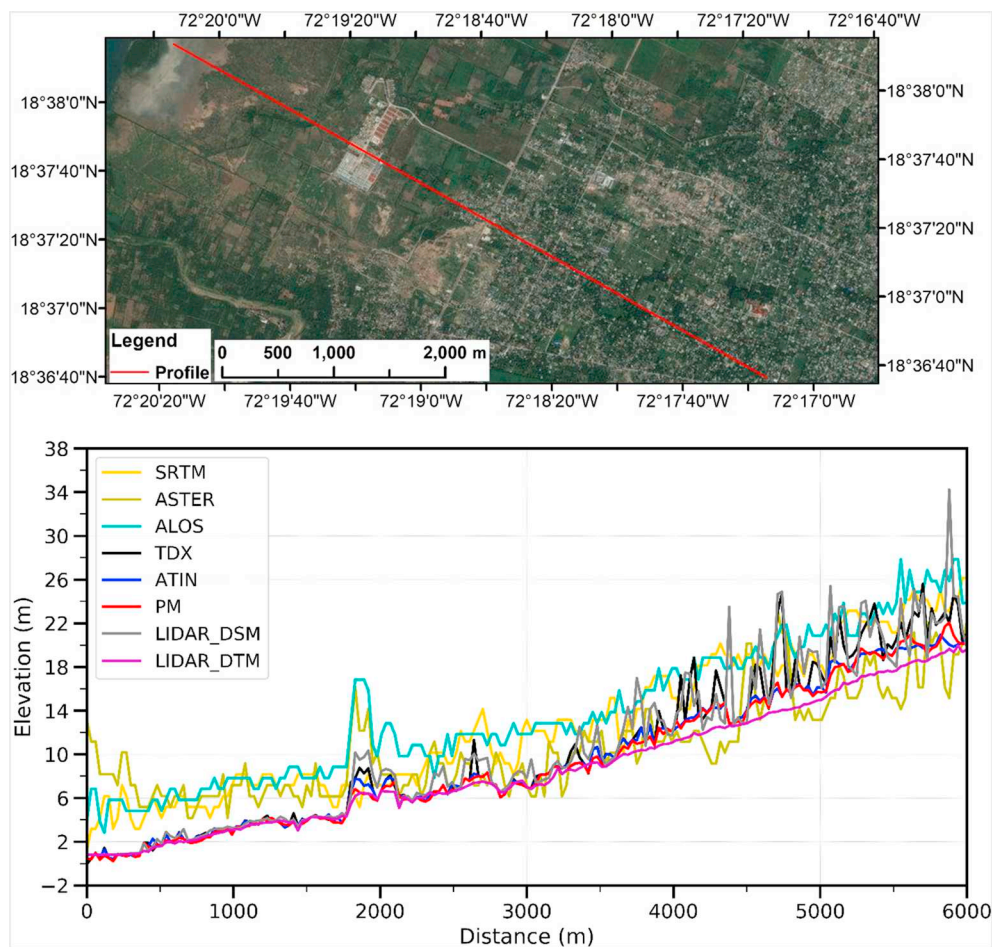 72°20'0"W 72°19'20"W 72°18'40"W 72°18'0"W 72°17'20"W 72°16'40"W
18°38'0"N 18°38'0"N
18°37'40"N 18°37'40"N
18°37'20"N 18°37'20"N
18°37'0"N 18°37'0"N
18°36'40"N 18°36'40"N
Legend
Profile
0 500 1,000 2,000 m
72°20'20"W 72°19'40"W 72°19'0"W 72°18'20"W 72°17'40"W 72°17'0"W
38
34
30
26
22
18
14
10
6
2
−2
Elevation (m)
SRTM
ASTER
ALOS
TDX
ATIN
PM
LIDAR_DSM
LIDAR_DTM
0 1000 2000 3000 4000 5000 6000
Distance (m)